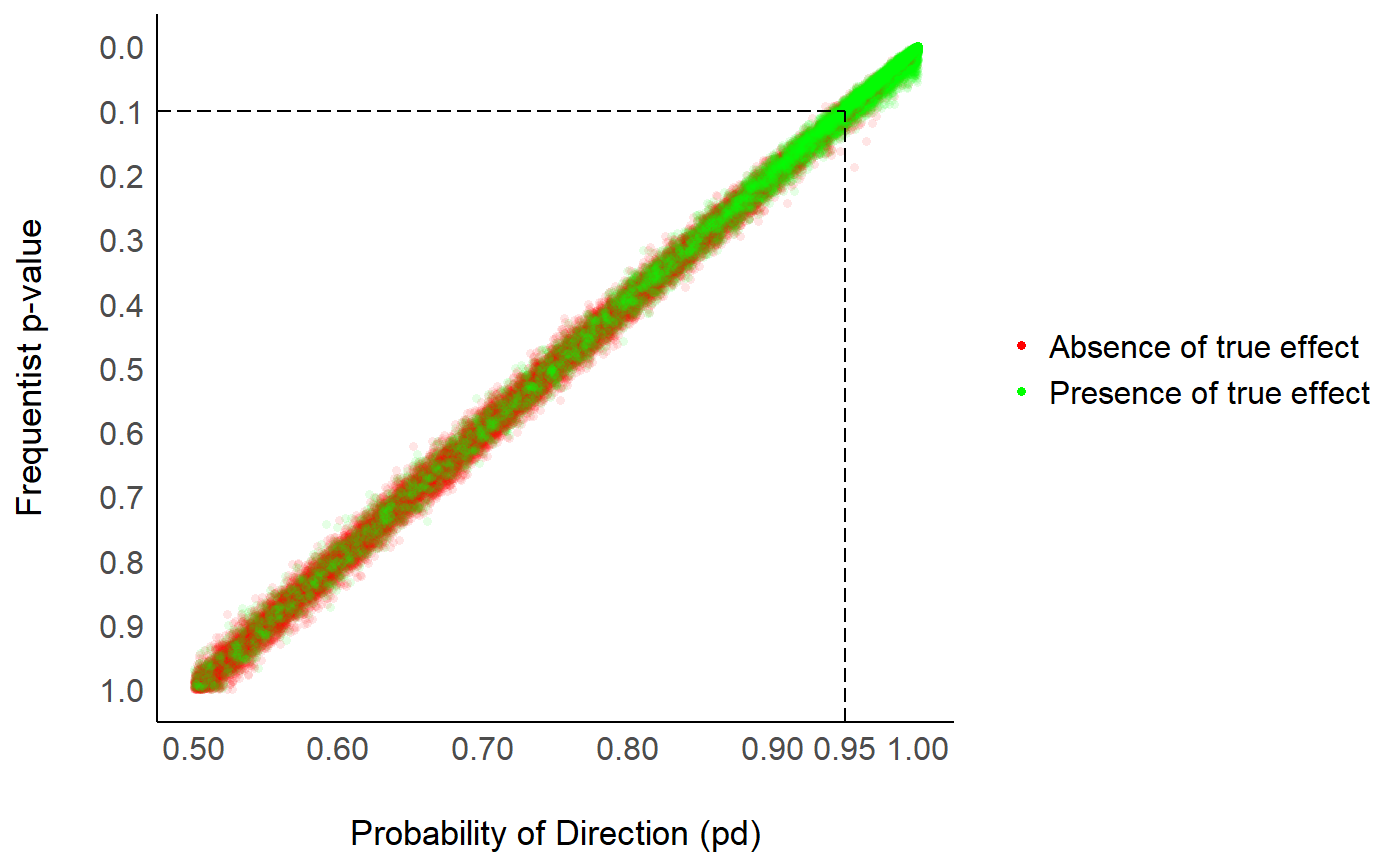 Frequentist p-value
0.0
0.1
0.2
0.3
0.4
0.5
0.6
0.7
0.8
0.9
1.0
0.50 0.60 0.70 0.80 0.90 0.95 1.00
Probability of Direction (pd)
Absence of true effect
Presence of true effect